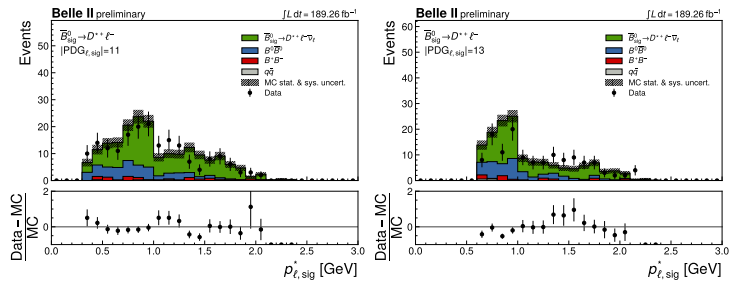 Belle II preliminary ∫L dt = 189.26 fb⁻¹
B̅⁰sig→D*⁺ ℓ⁻
|PDGℓ,sig|=11
B̅⁰sig→D*⁺ ℓ⁻ν̅ℓ
B⁰B̅⁰
B⁺B⁻
qq̅
MC stat. & sys. uncert.
Data
Events
60
50
40
30
20
10
0
Data − MC
MC
2
0
0.0 0.5 1.0 1.5 2.0 2.5 3.0
p*ℓ,sig [GeV]
Belle II preliminary ∫L dt = 189.26 fb⁻¹
B̅⁰sig→D*⁺ ℓ⁻
|PDGℓ,sig|=13
B̅⁰sig→D*⁺ ℓ⁻ν̅ℓ
B⁰B̅⁰
B⁺B⁻
qq̅
MC stat. & sys. uncert.
Data
Events
60
50
40
30
20
10
0
Data − MC
MC
2
0
0.0 0.5 1.0 1.5 2.0 2.5 3.0
p*ℓ,sig [GeV]